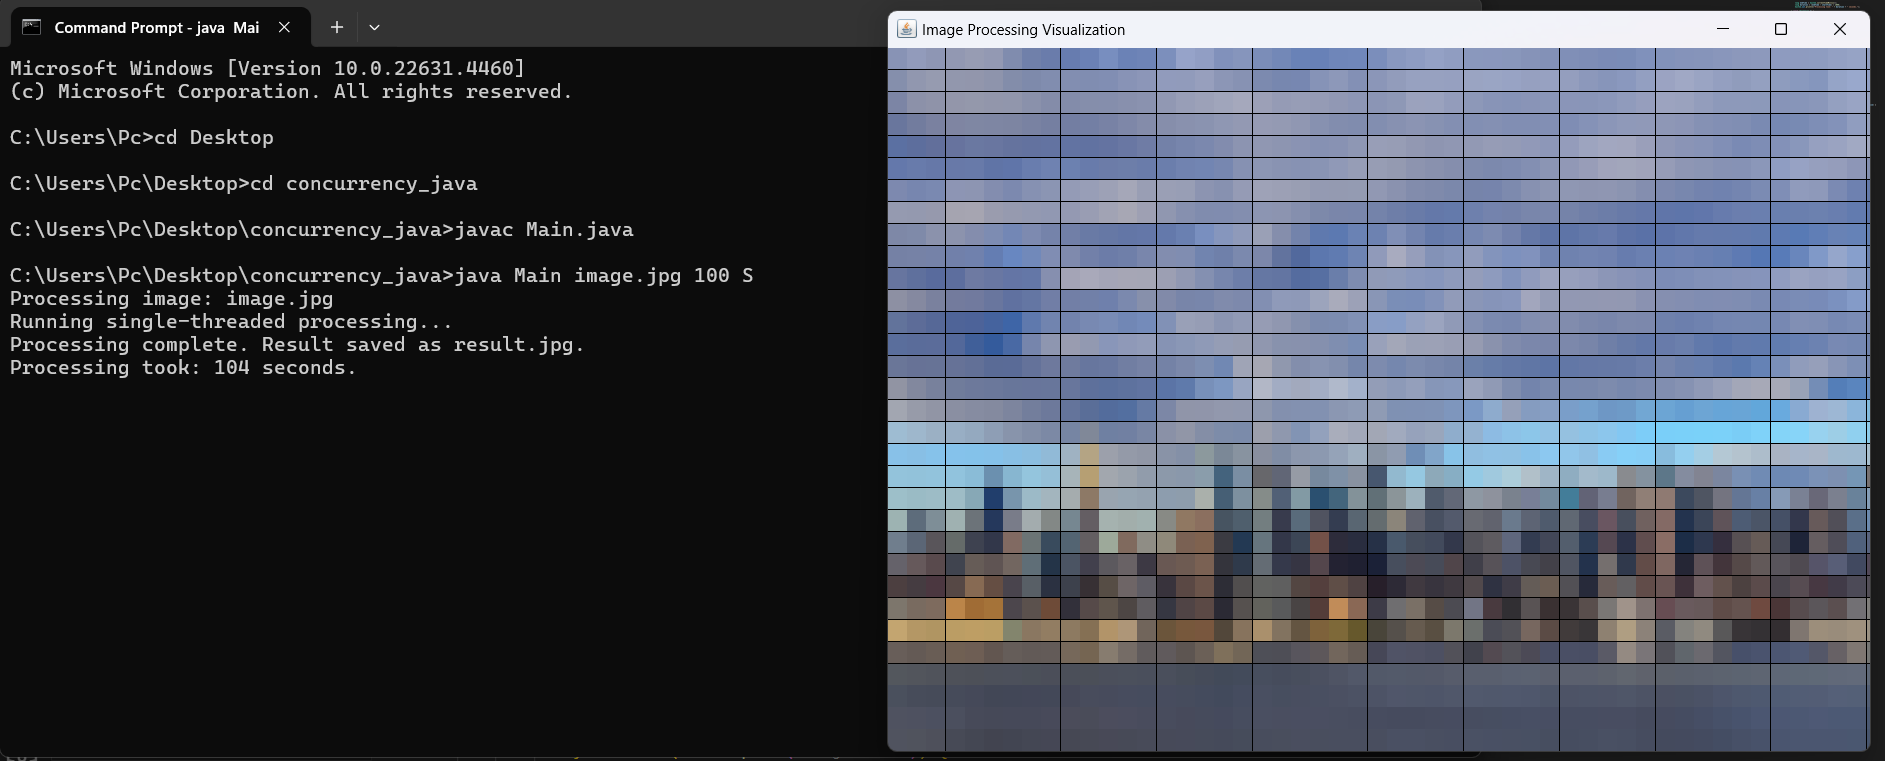 Command Prompt - java  Mai
Microsoft Windows [Version 10.0.22631.4460]
(c) Microsoft Corporation. All rights reserved.
C:\Users\Pc>cd Desktop
C:\Users\Pc\Desktop>cd concurrency_java
C:\Users\Pc\Desktop\concurrency_java>javac Main.java
C:\Users\Pc\Desktop\concurrency_java>java Main image.jpg 100 S
Processing image: image.jpg
Running single-threaded processing...
Processing complete. Result saved as result.jpg.
Processing took: 104 seconds.
Image Processing Visualization